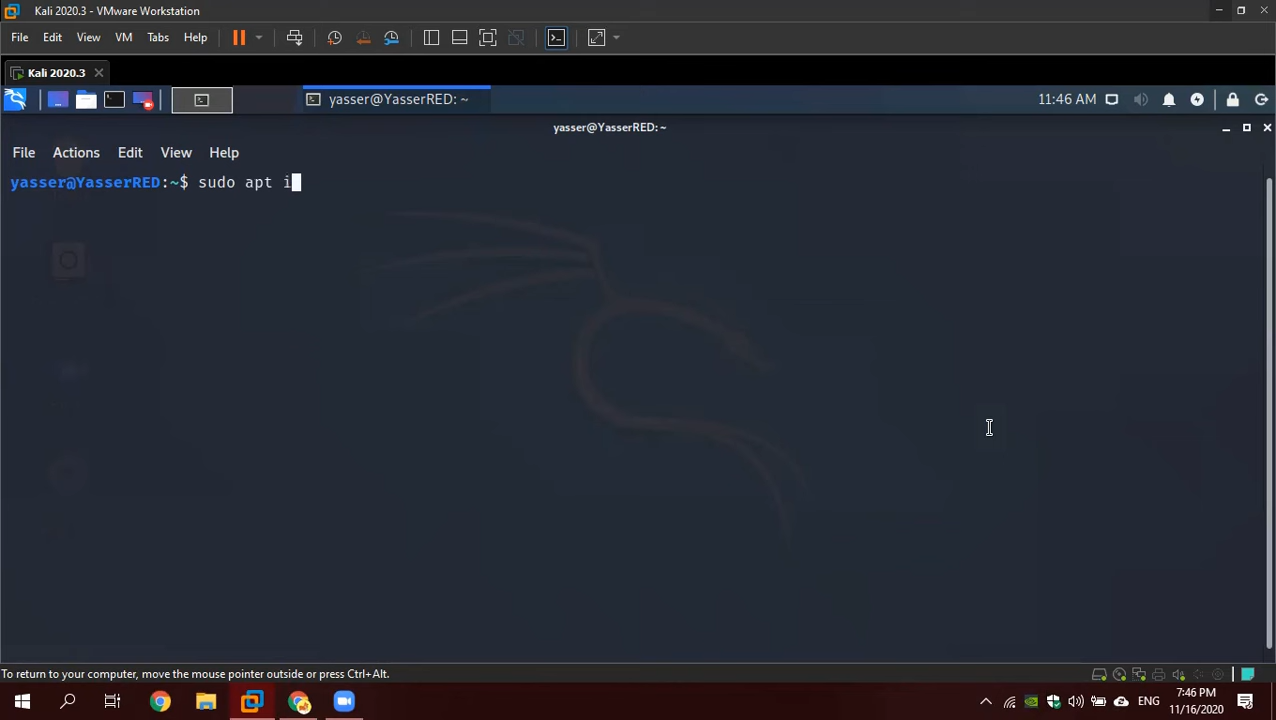 Kali 2020.3 - VMware Workstation
File Edit View VM Tabs Help
Kali 2020.3
yasser@YasserRED: ~ 11:46 AM
yasser@YasserRED: ~
File Actions Edit View Help
yasser@YasserRED:~$ sudo apt i
To return to your computer, move the mouse pointer outside or press Ctrl+Alt.
ENG 7:46 PM
11/16/2020